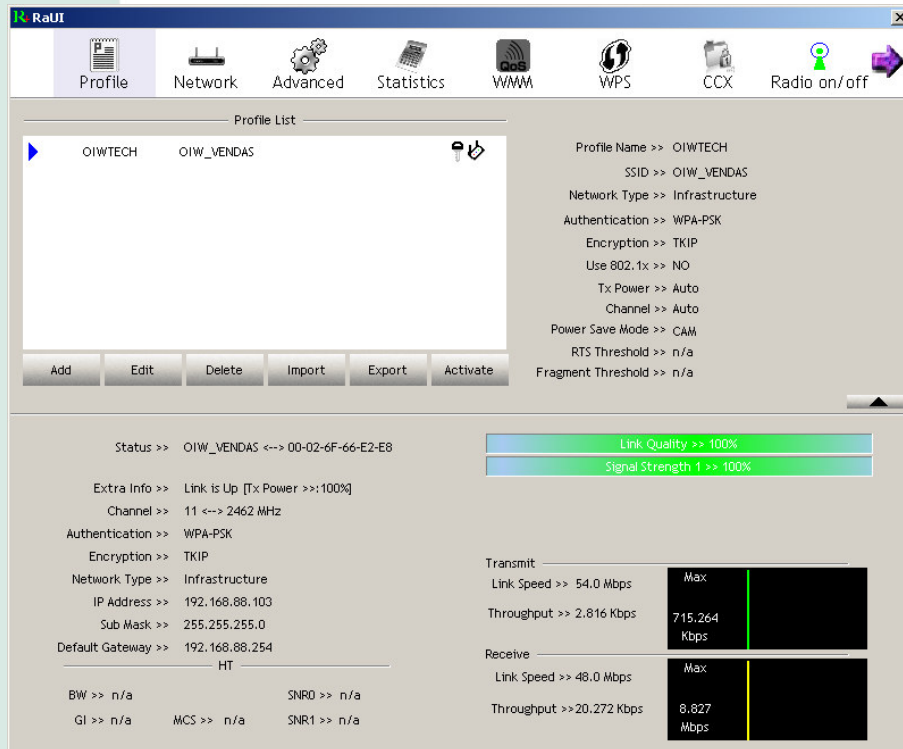 RaUI
Profile Network Advanced Statistics QoS WMM WPS CCX Radio on/off
Profile List
OIWTECH OIW_VENDAS
Add Edit Delete Import Export Activate
Profile Name >> OIWTECH
SSID >> OIW_VENDAS
Network Type >> Infrastructure
Authentication >> WPA-PSK
Encryption >> TKIP
Use 802.1x >> NO
Tx Power >> Auto
Channel >> Auto
Power Save Mode >> CAM
RTS Threshold >> n/a
Fragment Threshold >> n/a
Status >> OIW_VENDAS <--> 00-02-6F-66-E2-E8
Extra Info >> Link is Up [Tx Power >>:100%]
Channel >> 11 <--> 2462 MHz
Authentication >> WPA-PSK
Encryption >> TKIP
Network Type >> Infrastructure
IP Address >> 192.168.88.103
Sub Mask >> 255.255.255.0
Default Gateway >> 192.168.88.254
HT
BW >> n/a SNR0 >> n/a
GI >> n/a MCS >> n/a SNR1 >> n/a
Link Quality >> 100%
Signal Strength 1 >> 100%
Transmit
Link Speed >> 54.0 Mbps
Throughput >> 2.816 Kbps
Max
715.264
Kbps
Receive
Link Speed >> 48.0 Mbps
Throughput >>20.272 Kbps
Max
8.827
Mbps